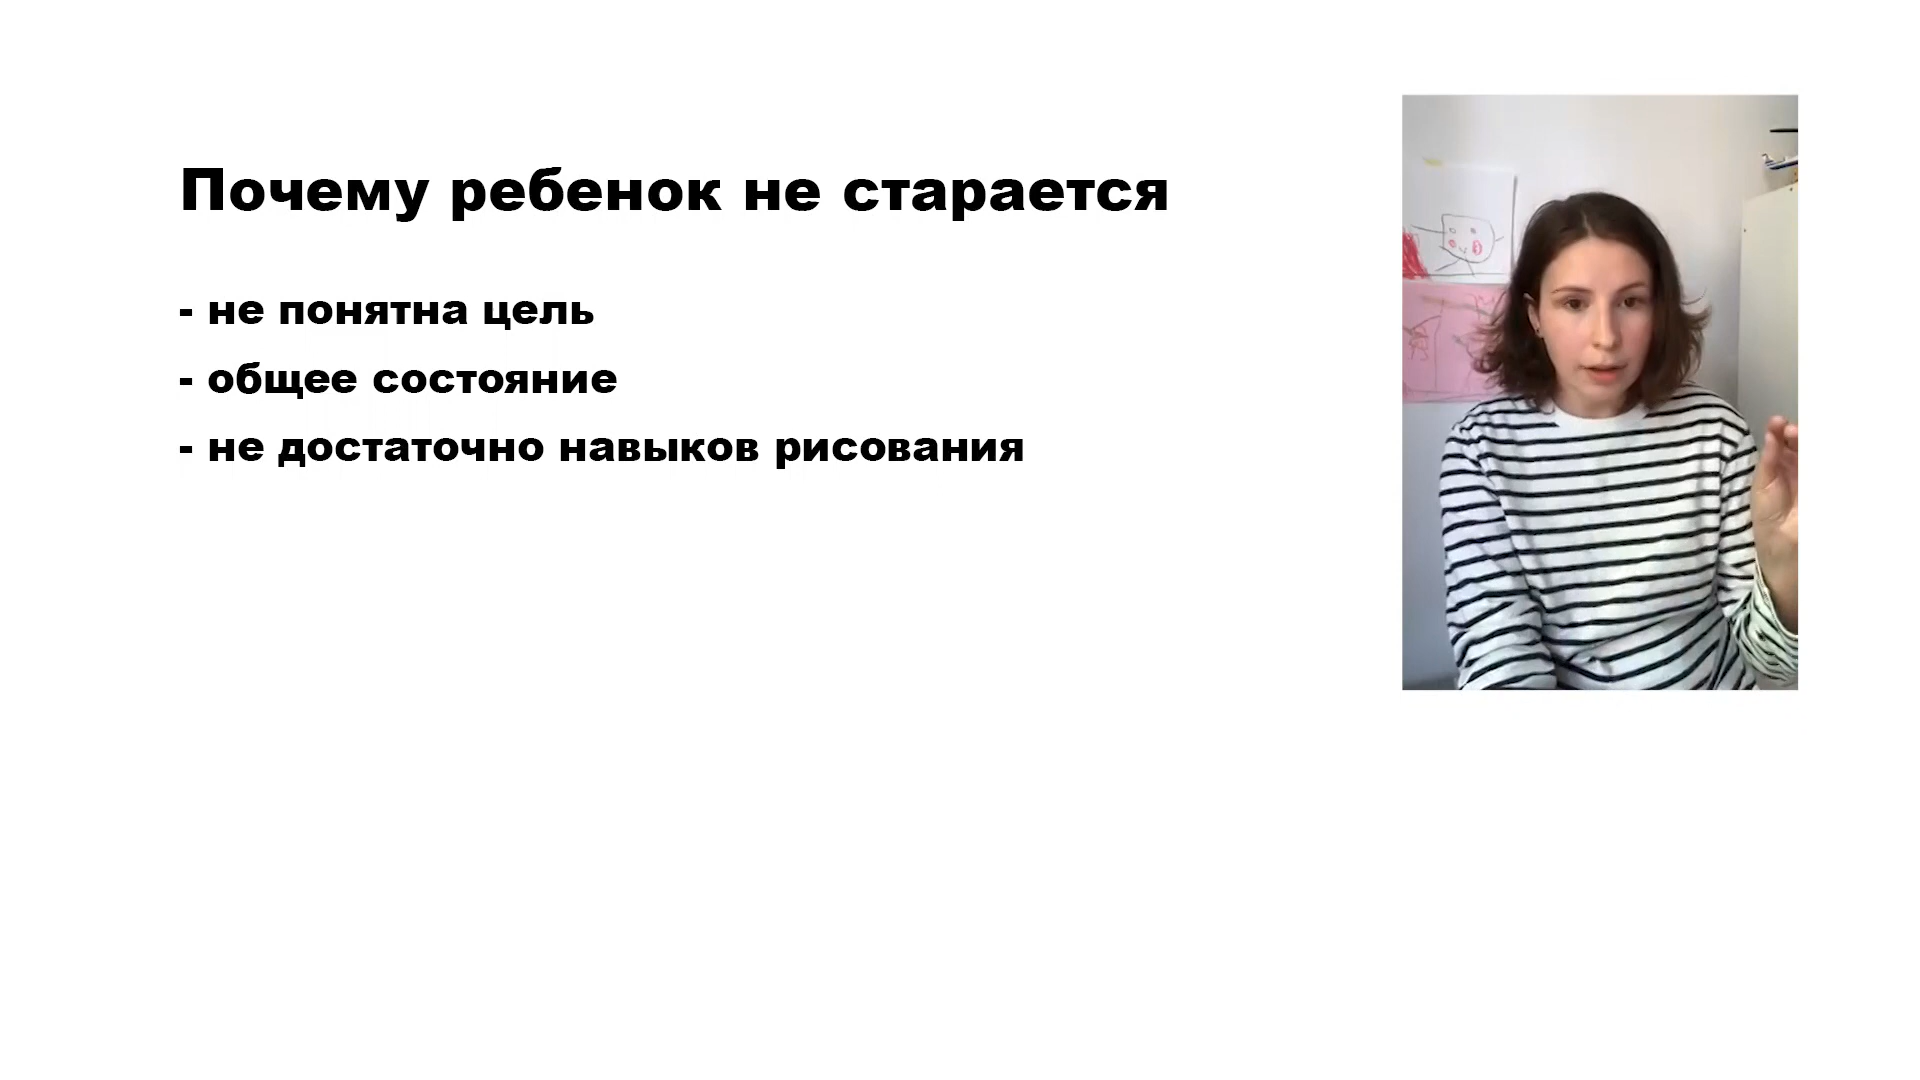 Почему ребенок не старается
- не понятна цель
- общее состояние
- не достаточно навыков рисования